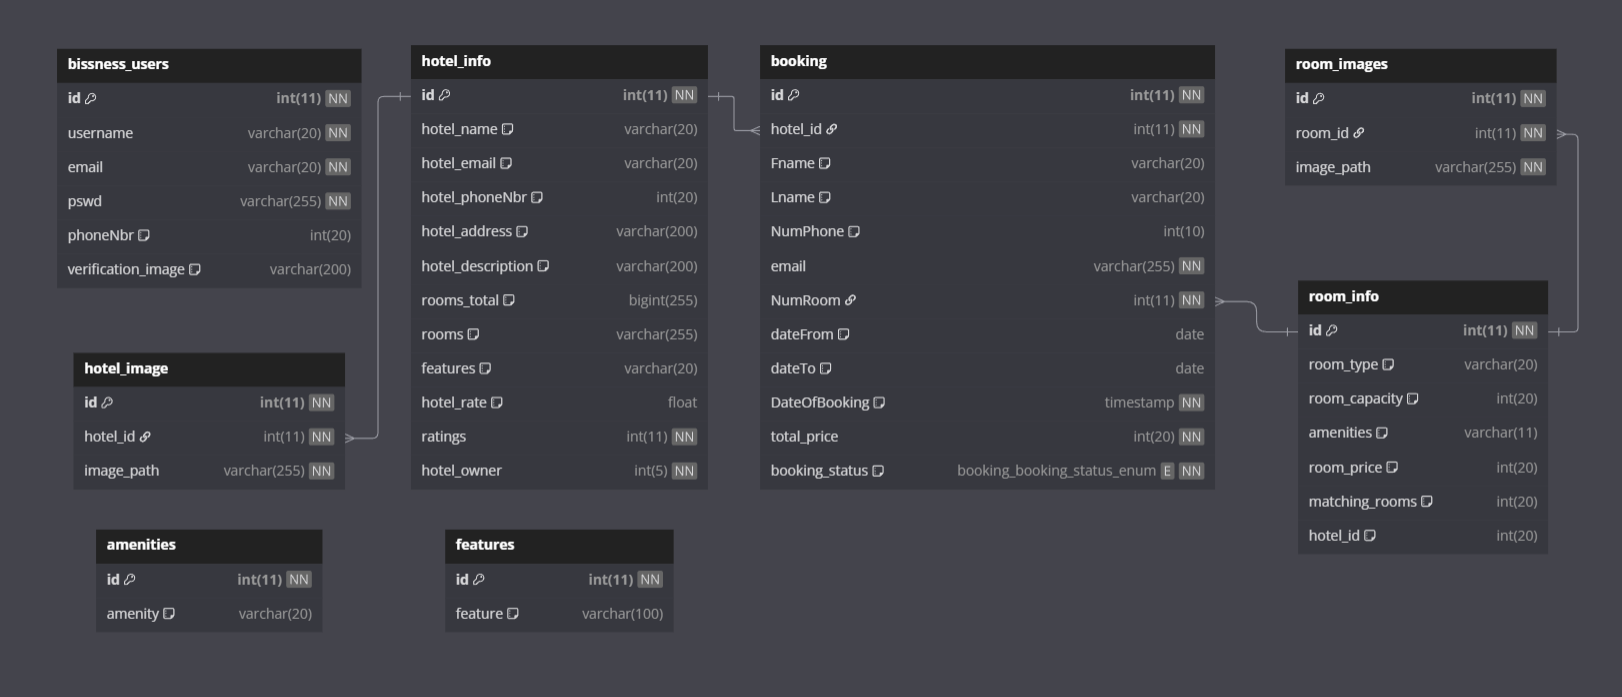 bissness_users
id int(11) NN
username varchar(20) NN
email varchar(20) NN
pswd varchar(255) NN
phoneNbr int(20)
verification_image varchar(200)
hotel_image
id int(11) NN
hotel_id int(11) NN
image_path varchar(255) NN
amenities
id int(11) NN
amenity varchar(20)
hotel_info
id int(11) NN
hotel_name varchar(20)
hotel_email varchar(20)
hotel_phoneNbr int(20)
hotel_address varchar(200)
hotel_description varchar(200)
rooms_total bigint(255)
rooms varchar(255)
features varchar(20)
hotel_rate float
ratings int(11) NN
hotel_owner int(5) NN
features
id int(11) NN
feature varchar(100)
booking
id int(11) NN
hotel_id int(11) NN
Fname varchar(20)
Lname varchar(20)
NumPhone int(10)
email varchar(255) NN
NumRoom int(11) NN
dateFrom date
dateTo date
DateOfBooking timestamp NN
total_price int(20) NN
booking_status booking_booking_status_enum E NN
room_images
id int(11) NN
room_id int(11) NN
image_path varchar(255) NN
room_info
id int(11) NN
room_type varchar(20)
room_capacity int(20)
amenities varchar(11)
room_price int(20)
matching_rooms int(20)
hotel_id int(20)